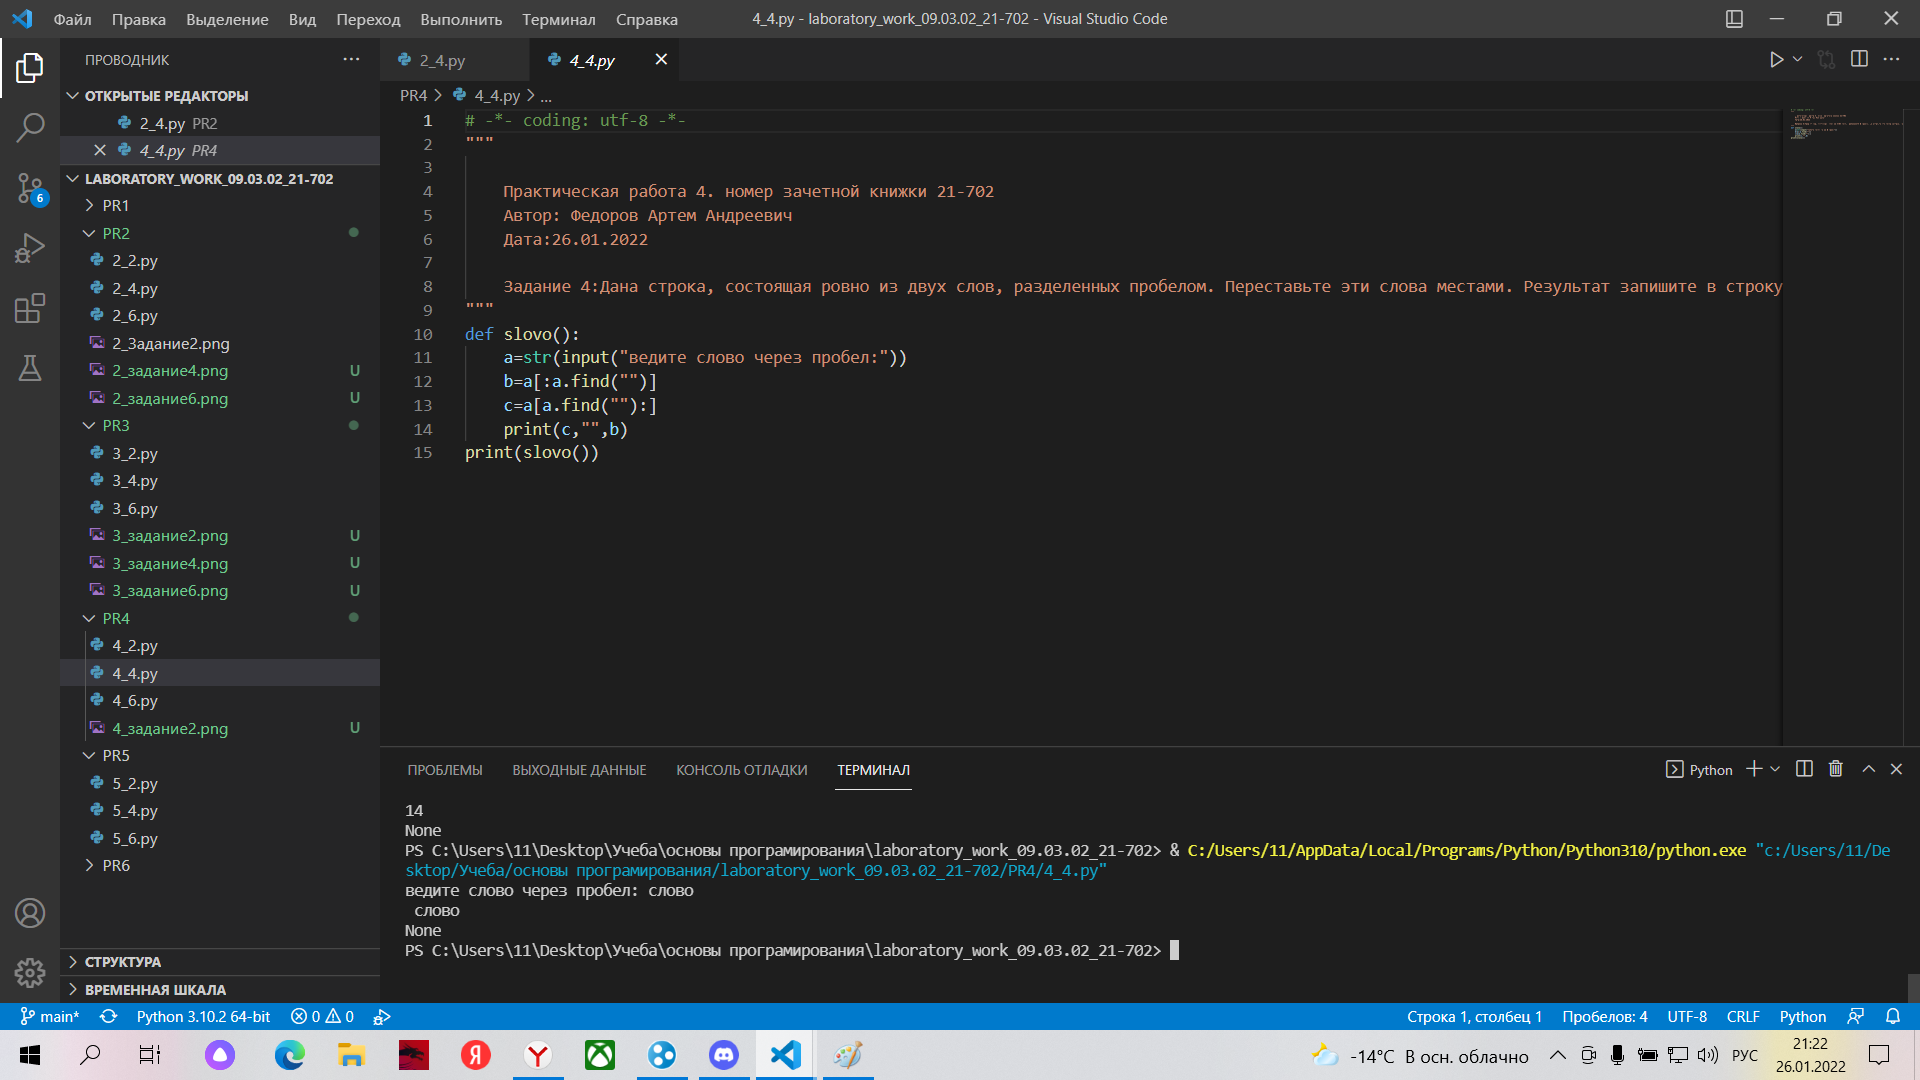 Файл Правка Выделение Вид Переход Выполнить Терминал Справка
4_4.py - laboratory_work_09.03.02_21-702 - Visual Studio Code
ПРОВОДНИК
ОТКРЫТЫЕ РЕДАКТОРЫ
2_4.py PR2
4_4.py PR4
LABORATORY_WORK_09.03.02_21-702
PR1
PR2
2_2.py
2_4.py
2_6.py
2_Задание2.png
2_задание4.png U
2_задание6.png U
PR3
3_2.py
3_4.py
3_6.py
3_задание2.png U
3_задание4.png U
3_задание6.png U
PR4
4_2.py
4_4.py
4_6.py
4_задание2.png U
PR5
5_2.py
5_4.py
5_6.py
PR6
СТРУКТУРА
ВРЕМЕННАЯ ШКАЛА
6
2_4.py
4_4.py
PR4 > 4_4.py > ...
1 # -*- coding: utf-8 -*-
2 """
3
4 Практическая работа 4. номер зачетной книжки 21-702
5 Автор: Федоров Артем Андреевич
6 Дата:26.01.2022
7
8 Задание 4:Дана строка, состоящая ровно из двух слов, разделенных пробелом. Переставьте эти слова местами. Результат запишите в строку
9 """
10 def slovo():
11 a=str(input("ведите слово через пробел:"))
12 b=a[:a.find("")]
13 c=a[a.find(""):]
14 print(c,"",b)
15 print(slovo())
ПРОБЛЕМЫ ВЫХОДНЫЕ ДАННЫЕ КОНСОЛЬ ОТЛАДКИ ТЕРМИНАЛ
Python
14
None
PS C:\Users\11\Desktop\Учеба\основы програмирования\laboratory_work_09.03.02_21-702> & C:/Users/11/AppData/Local/Programs/Python/Python310/python.exe "c:/Users/11/De
sktop/Учеба/основы програмирования/laboratory_work_09.03.02_21-702/PR4/4_4.py"
ведите слово через пробел: слово
слово
None
PS C:\Users\11\Desktop\Учеба\основы програмирования\laboratory_work_09.03.02_21-702>
main* Python 3.10.2 64-bit 0 0
Строка 1, столбец 1 Пробелов: 4 UTF-8 CRLF Python
-14°C В осн. облачно РУС
21:22
26.01.2022